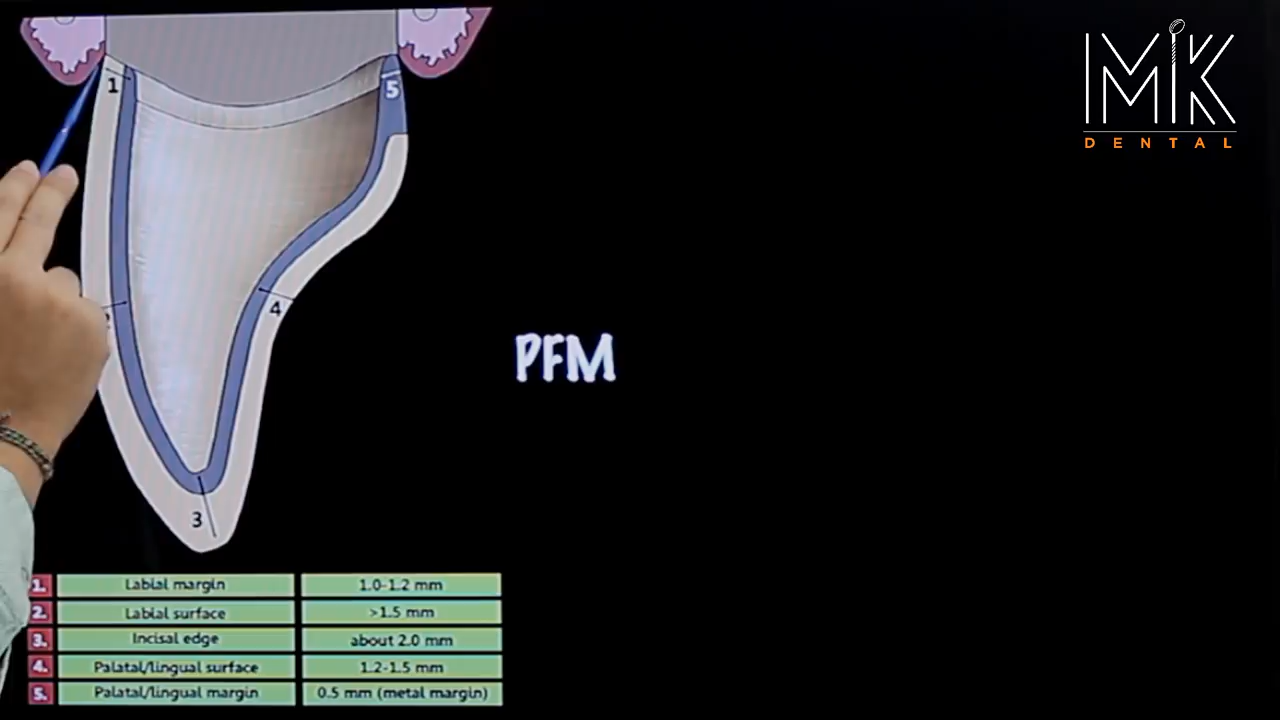 MK
DENTAL
1
5
2
4
PFM
3
1. Labial margin 1.0-1.2 mm
2. Labial surface >1.5 mm
3. Incisal edge about 2.0 mm
4. Palatal/lingual surface 1.2-1.5 mm
5. Palatal/lingual margin 0.5 mm (metal margin)